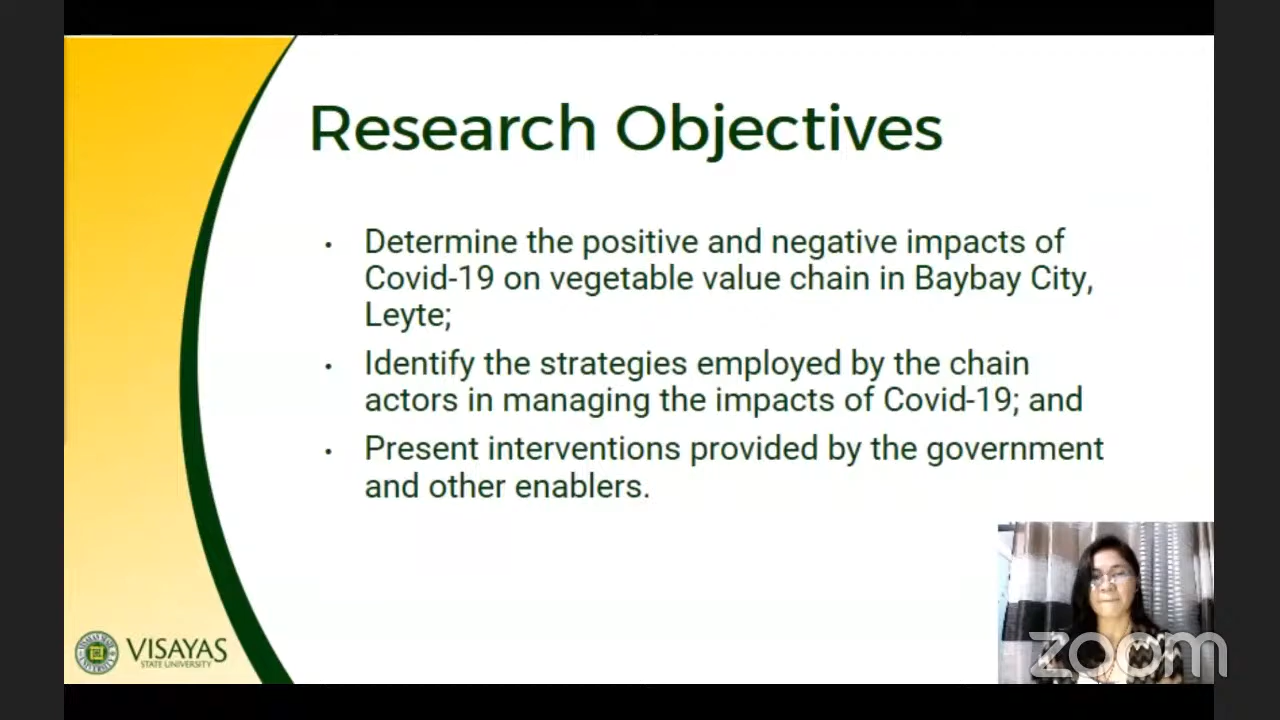 Research Objectives
• Determine the positive and negative impacts of
Covid-19 on vegetable value chain in Baybay City,
Leyte;
• Identify the strategies employed by the chain
actors in managing the impacts of Covid-19; and
• Present interventions provided by the government
and other enablers.
VISAYAS
STATE UNIVERSITY
zoom